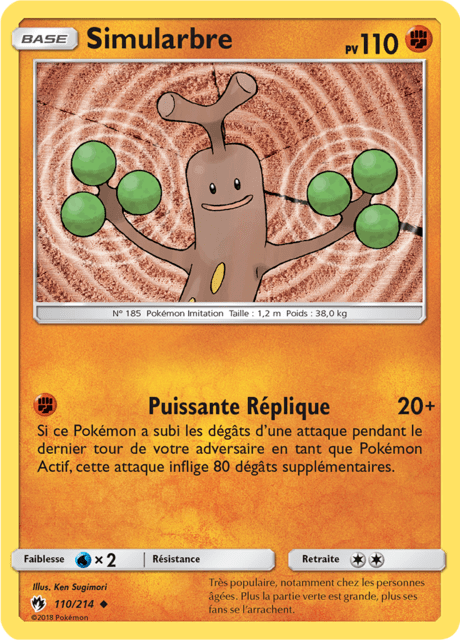 BASE Simularbre PV 110
N° 185 Pokémon Imitation Taille : 1,2 m Poids : 38,0 kg
Puissante Réplique 20+
Si ce Pokémon a subi les dégâts d'une attaque pendant le
dernier tour de votre adversaire en tant que Pokémon
Actif, cette attaque inflige 80 dégâts supplémentaires.
Faiblesse ×2 Résistance Retraite
Illus. Ken Sugimori
110/214
©2018 Pokémon
Très populaire, notamment chez les personnes
âgées. Plus la partie verte est grande, plus ses
fans se l'arrachent.